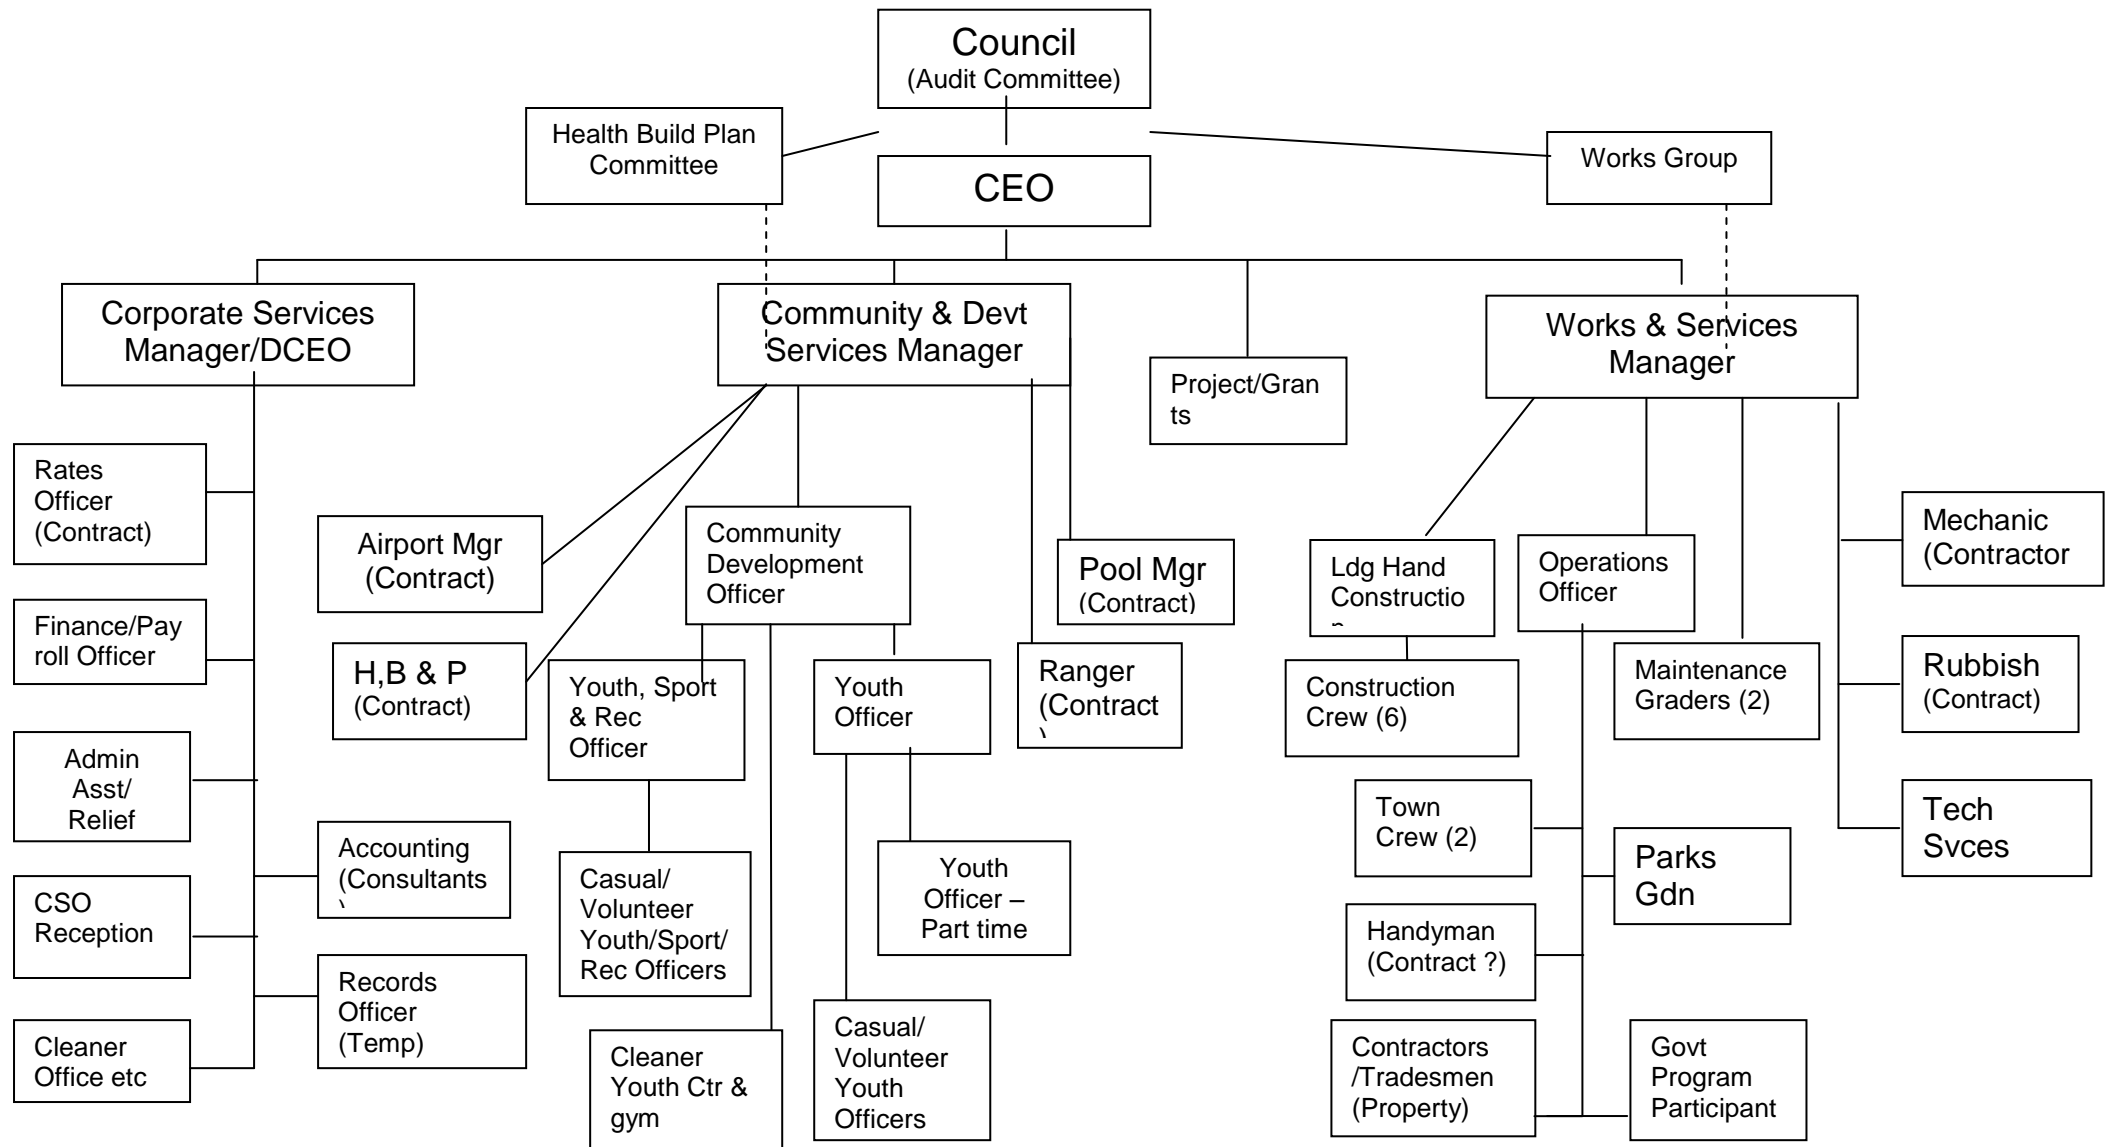 Council
(Audit Committee)
Health Build Plan
Committee
Works Group
CEO
Corporate Services
Manager/DCEO
Community & Devt
Services Manager
Works & Services
Manager
Project/Gran
ts
Rates
Officer
(Contract)
Airport Mgr
(Contract)
Community
Development
Officer
Pool Mgr
(Contract)
Ldg Hand
Constructio
Operations
Officer
Mechanic
(Contractor
Finance/Pay
roll Officer
H,B & P
(Contract)
Youth, Sport
& Rec
Officer
Youth
Officer
Ranger
(Contract
Construction
Crew (6)
Maintenance
Graders (2)
Rubbish
(Contract)
Admin
Asst/
Relief
Accounting
(Consultants
Casual/
Volunteer
Youth/Sport/
Rec Officers
Youth
Officer –
Part time
Town
Crew (2)
Parks
Gdn
Tech
Svces
CSO
Reception
Records
Officer
(Temp)
Handyman
(Contract ?)
Cleaner
Office etc
Cleaner
Youth Ctr &
gym
Casual/
Volunteer
Youth
Officers
Contractors
/Tradesmen
(Property)
Govt
Program
Participant